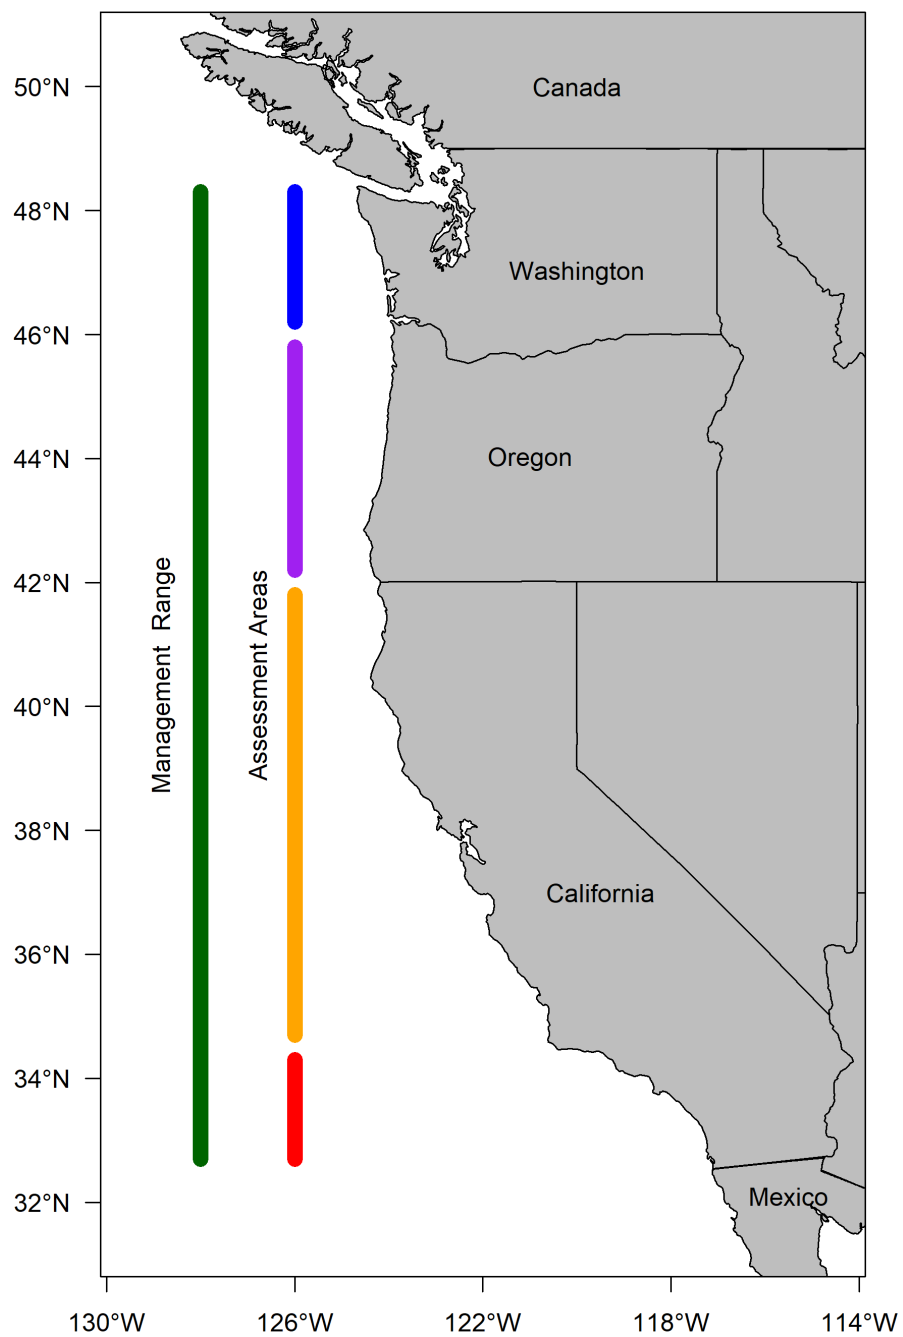 50°N
Canada
48°N
Washington
46°N
Oregon
44°N
42°N
Management Range
Assessment Areas
40°N
38°N
California
36°N
34°N
32°N
Mexico
130°W
126°W
122°W
118°W
114°W